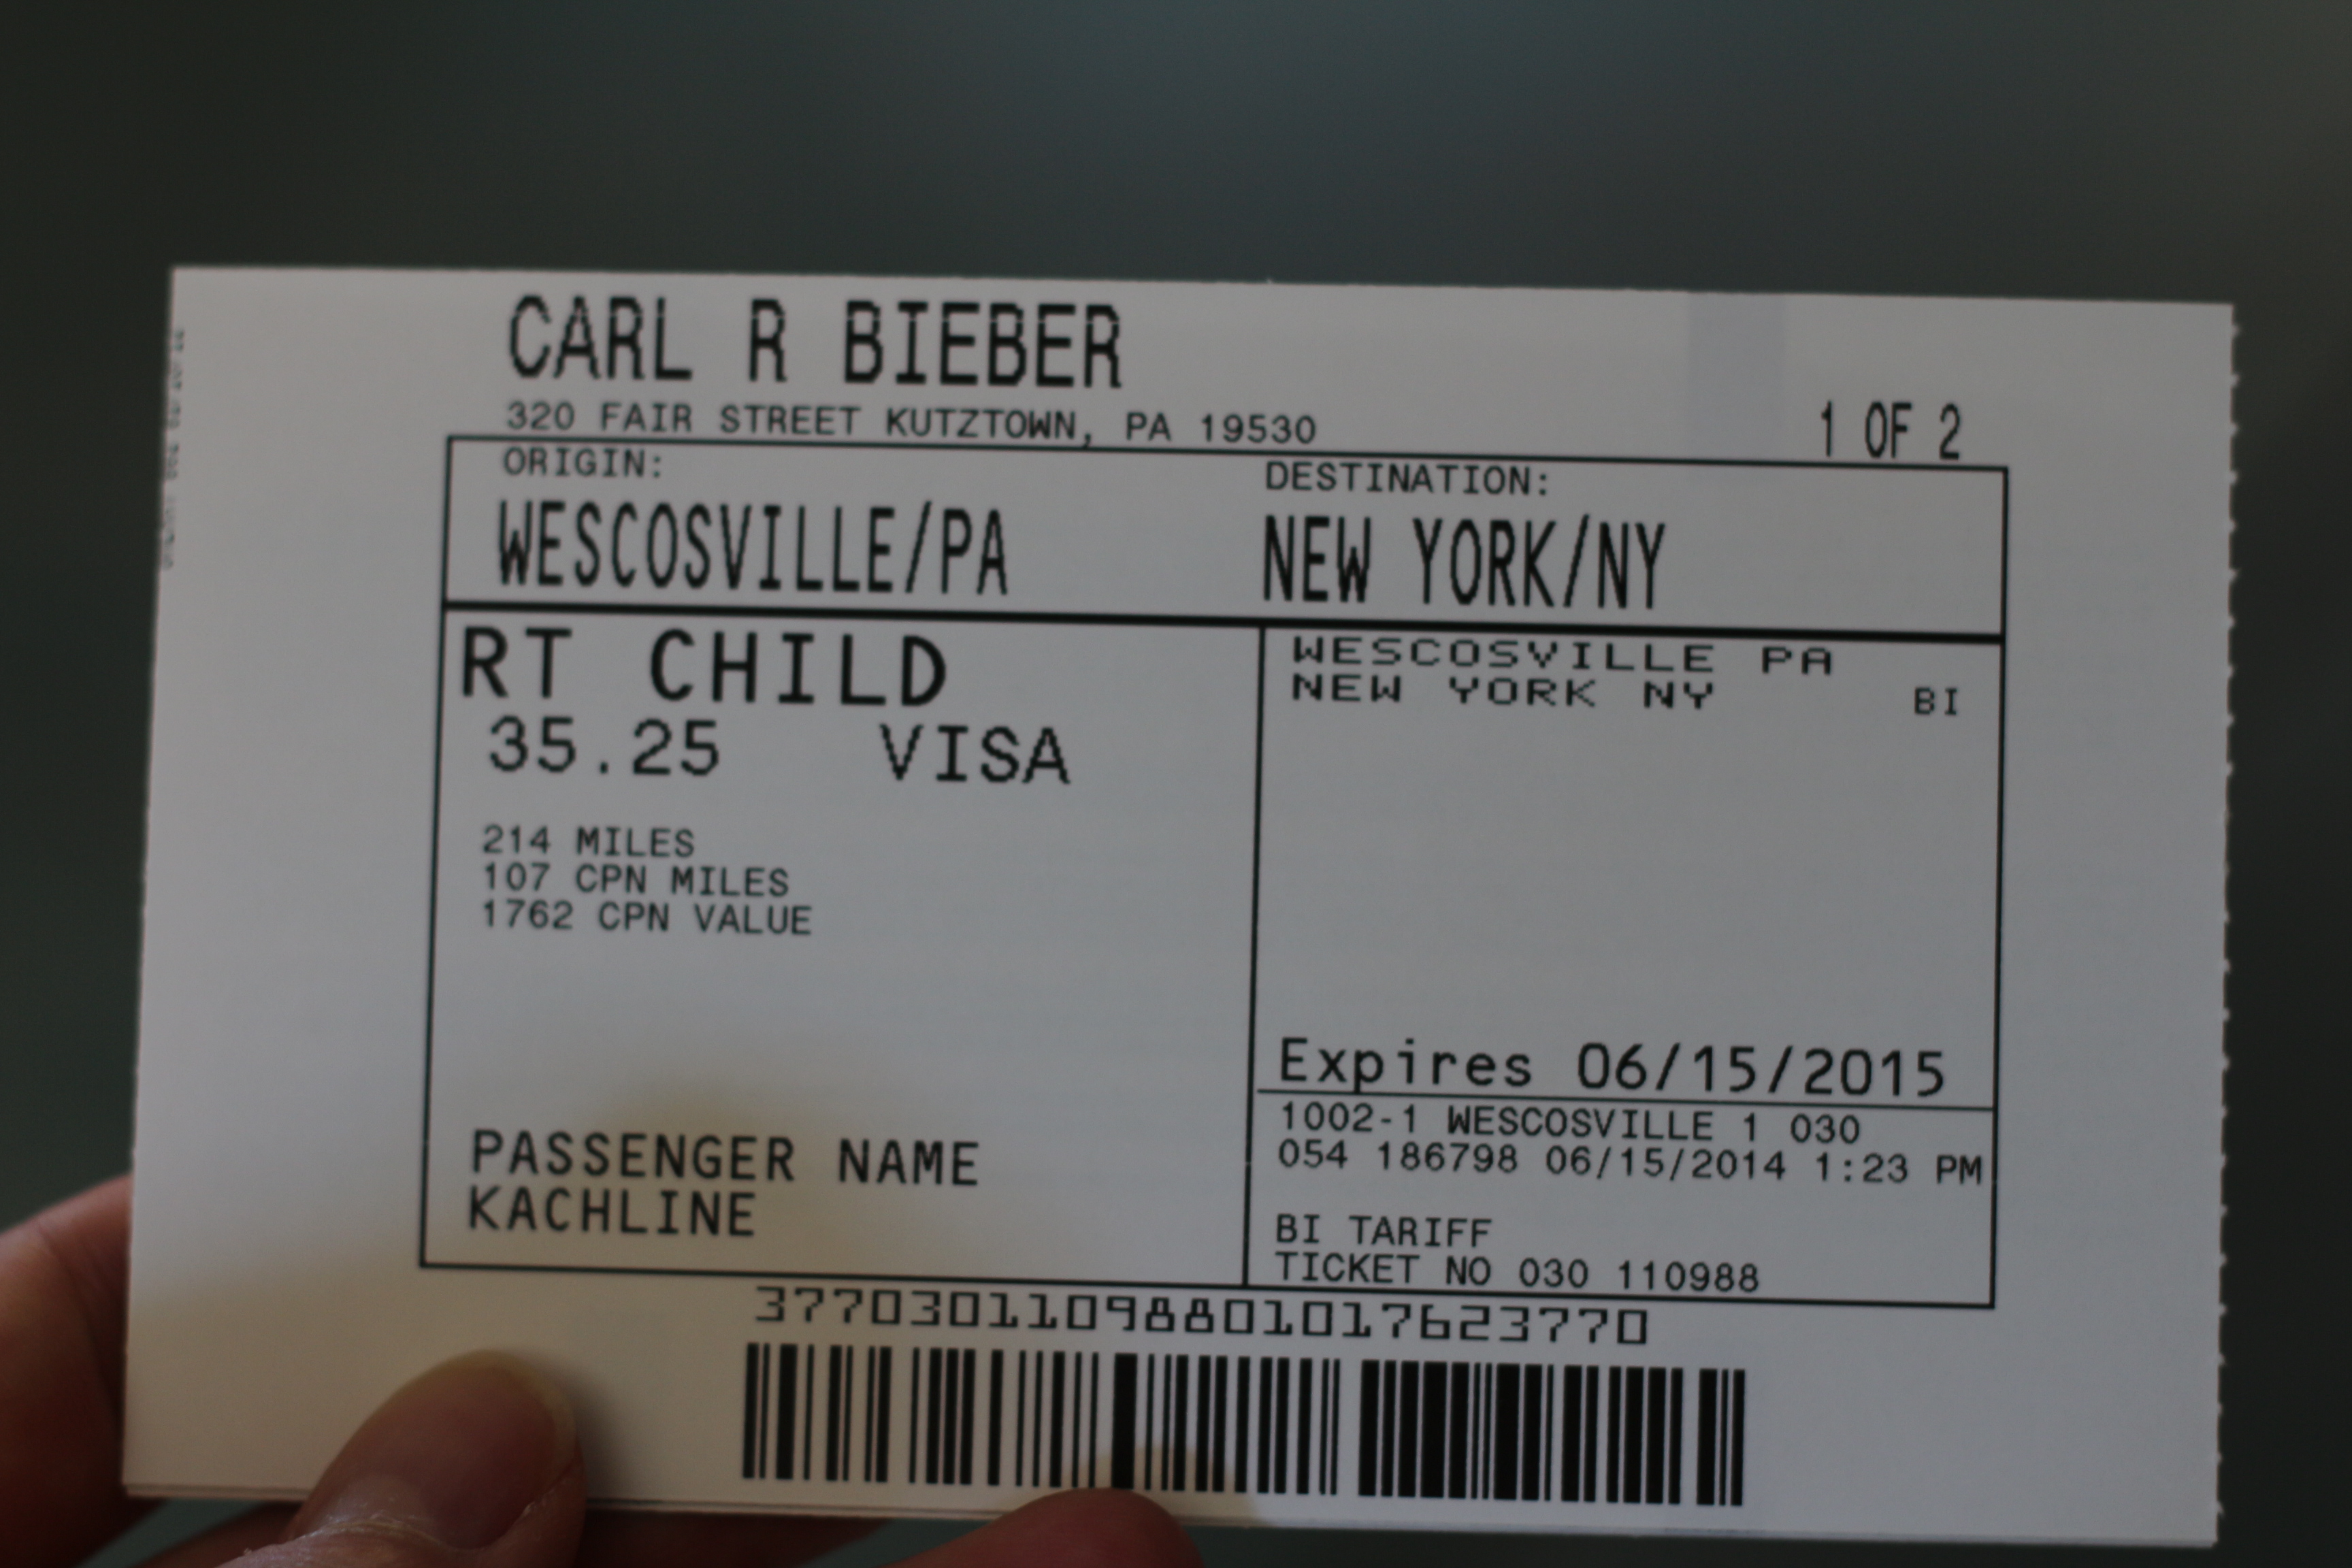 CARL R BIEBER
320 FAIR STREET KUTZTOWN, PA 19530
1 OF 2
ORIGIN:
DESTINATION:
WESCOSVILLE/PA
NEW YORK/NY
RT CHILD
35.25 VISA
214 MILES
107 CPN MILES
1762 CPN VALUE
PASSENGER NAME
KACHLINE
WESCOSVILLE PA
NEW YORK NY BI
Expires 06/15/2015
1002-1 WESCOSVILLE 1 030
054 186798 06/15/2014 1:23 PM
BI TARIFF
TICKET NO 030 110988
37703011098801017623770